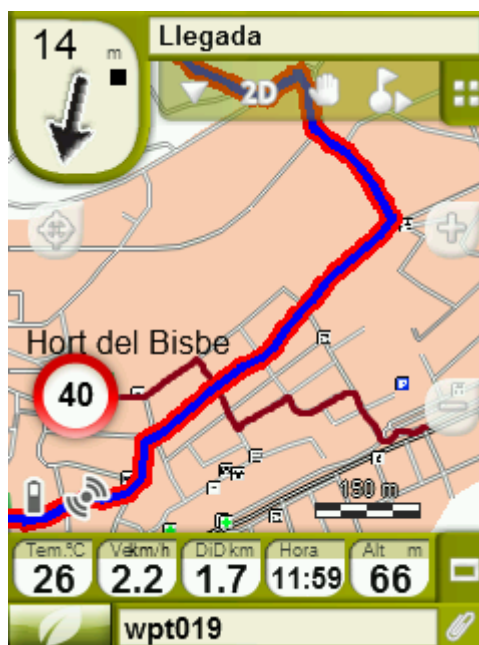 14 m
Llegada
2D
Hort del Bisbe
40
180 m
Tem.ºC
26
Vel km/h
2.2
DiD km
1.7
Hora
11:59
Alt m
66
wpt019